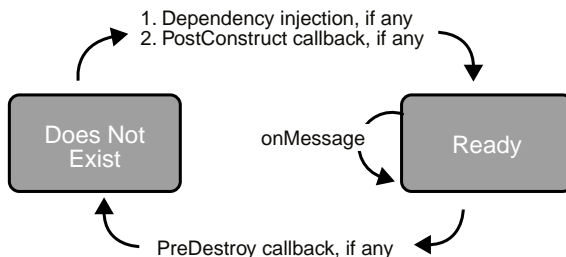 1. Dependency injection, if any
2. PostConstruct callback, if any
Does Not
Exist
onMessage
Ready
PreDestroy callback, if any